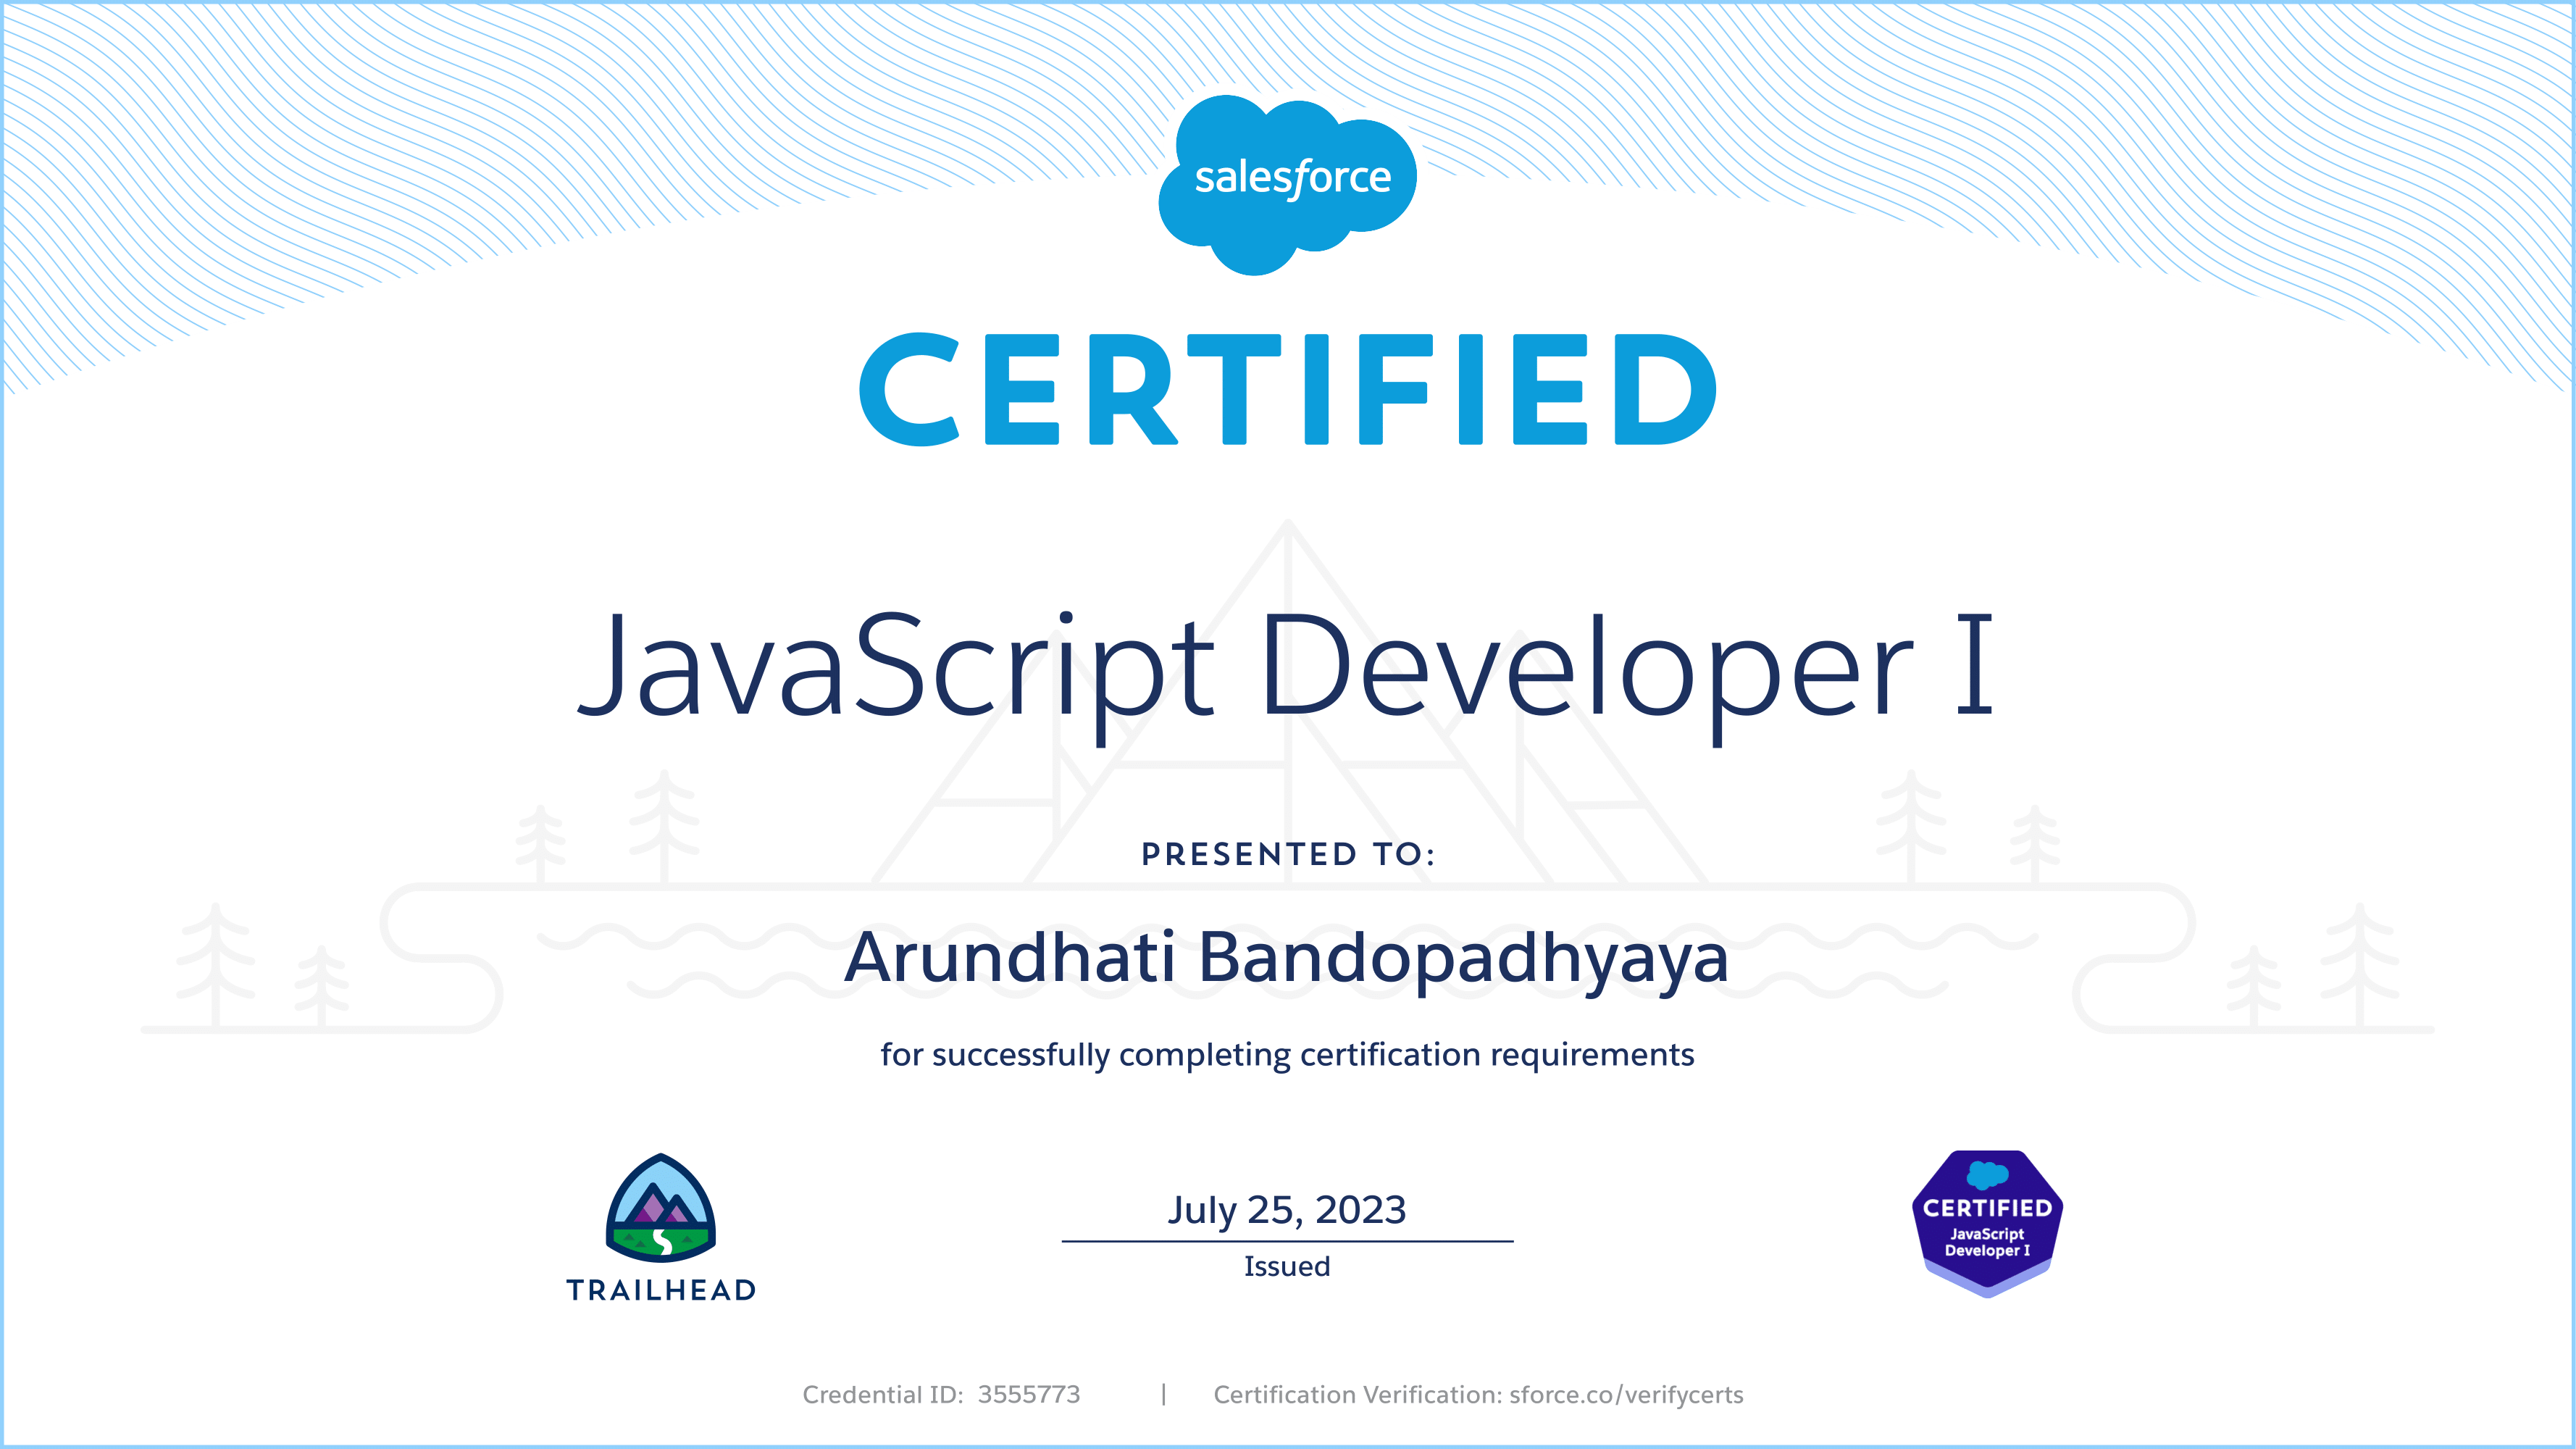 salesforce
CERTIFIED
JavaScript Developer I
PRESENTED TO:
Arundhati Bandopadhyaya
for successfully completing certification requirements
TRAILHEAD
July 25, 2023
Issued
CERTIFIED
JavaScript
Developer I
Credential ID: 3555773 | Certification Verification: sforce.co/verifycerts